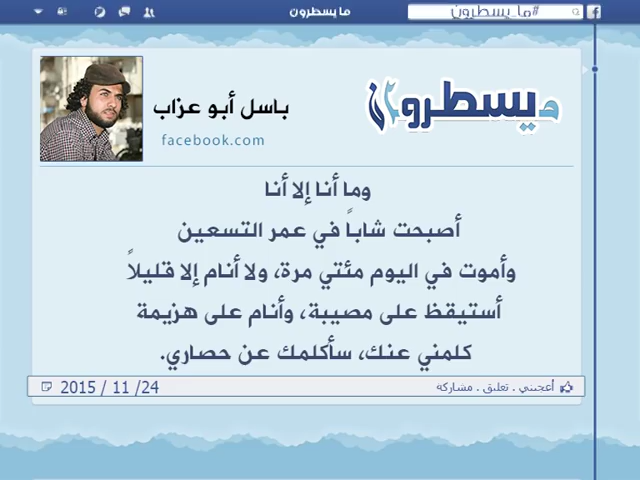 ما يسطرون
#ما_يسطرون
ما يسطرون
باسل أبو عزاب
facebook.com
وما أنا إلا أنا
أصبحت شاباً في عمر التسعين
وأموت في اليوم مئتي مرة، ولا أنام إلا قليلاً
أستيقظ على مصيبة، وأنام على هزيمة
كلمني عنك، سأكلمك عن حصاري.
أعجبني . تعليق . مشاركة
2015 / 11 /24